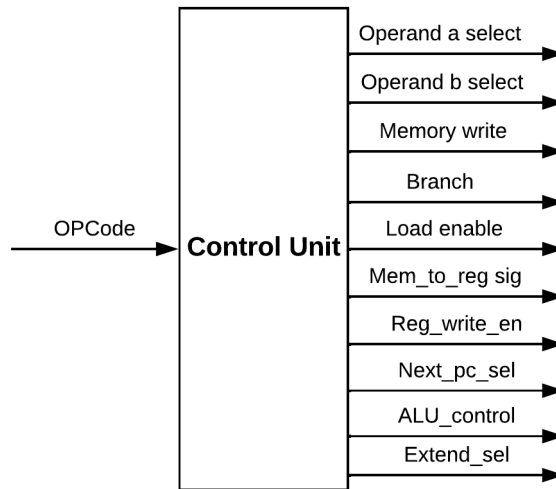 Operand a select
Operand b select
Memory write
Branch
OPCode
Load enable
Control Unit
Mem_to_reg sig
Reg_write_en
Next_pc_sel
ALU_control
Extend_sel